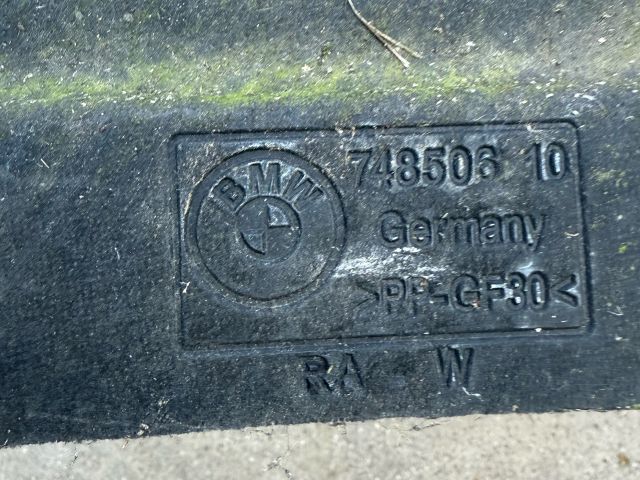 BMW
748506 10
Germany
>PP-GF30<
RA - W